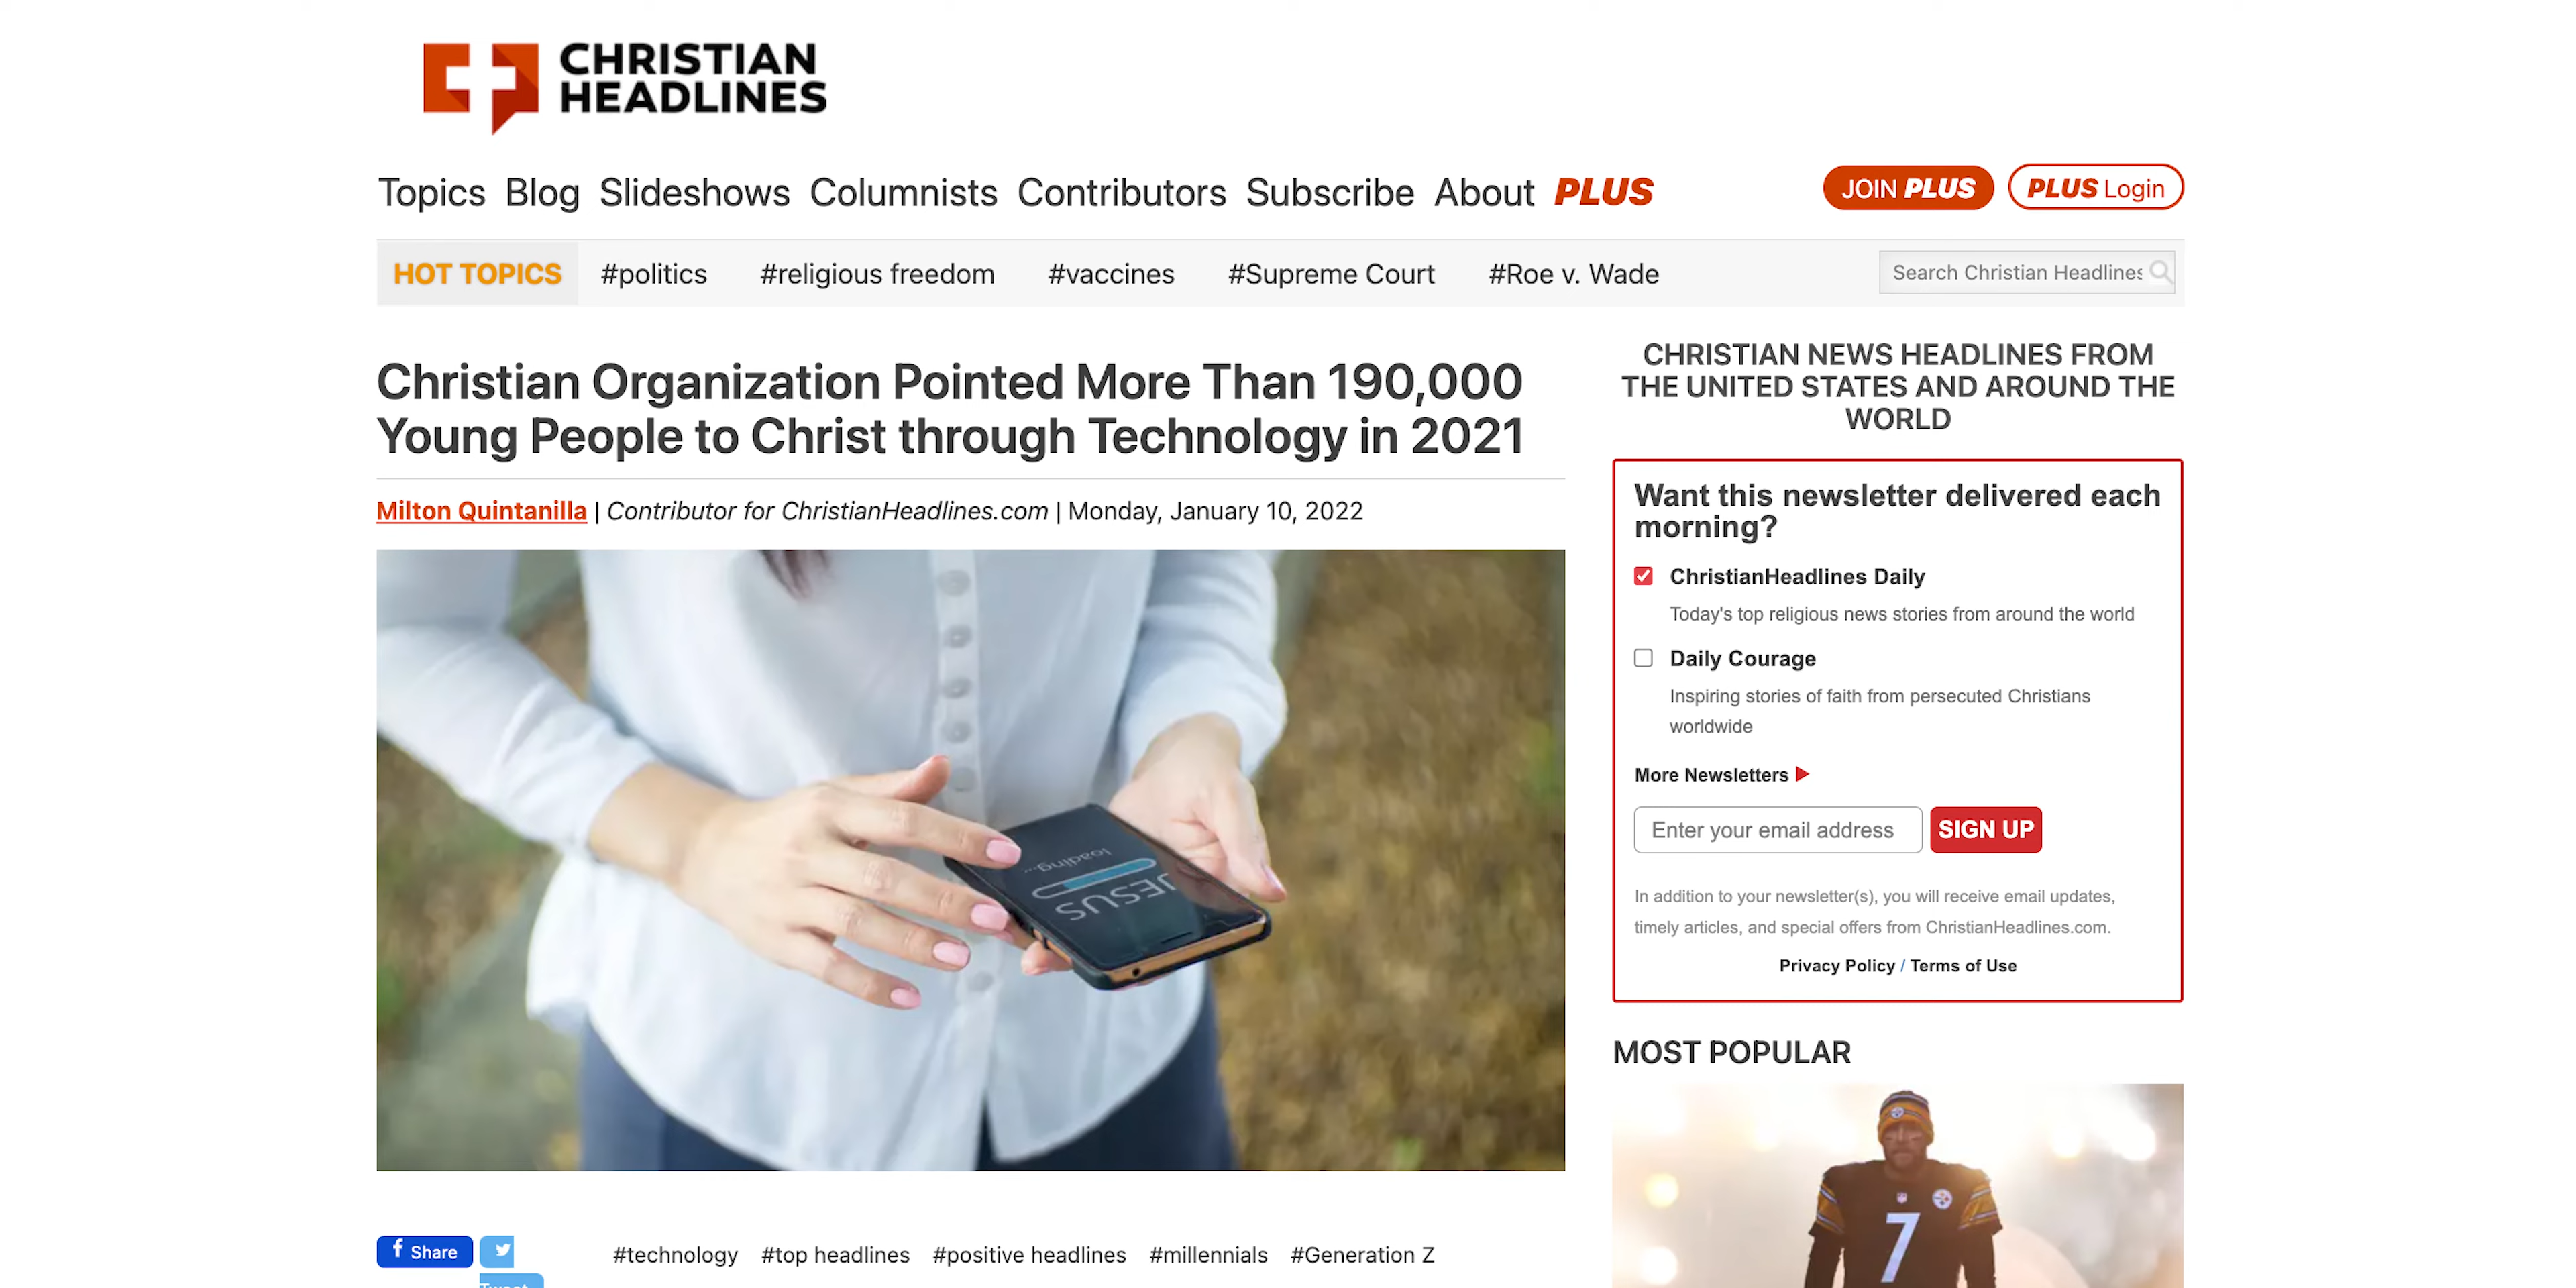 CHRISTIAN
HEADLINES
Topics Blog Slideshows Columnists Contributors Subscribe About PLUS
JOIN PLUS
PLUS Login
HOT TOPICS #politics #religious freedom #vaccines #Supreme Court #Roe v. Wade
Search Christian Headlines
Christian Organization Pointed More Than 190,000
Young People to Christ through Technology in 2021
Milton Quintanilla | Contributor for ChristianHeadlines.com | Monday, January 10, 2022
loading...
JESUS
Share
Tweet
#technology #top headlines #positive headlines #millennials #Generation Z
CHRISTIAN NEWS HEADLINES FROM
THE UNITED STATES AND AROUND THE
WORLD
Want this newsletter delivered each
morning?
ChristianHeadlines Daily
Today's top religious news stories from around the world
Daily Courage
Inspiring stories of faith from persecuted Christians
worldwide
More Newsletters
Enter your email address
SIGN UP
In addition to your newsletter(s), you will receive email updates,
timely articles, and special offers from ChristianHeadlines.com.
Privacy Policy / Terms of Use
MOST POPULAR
7